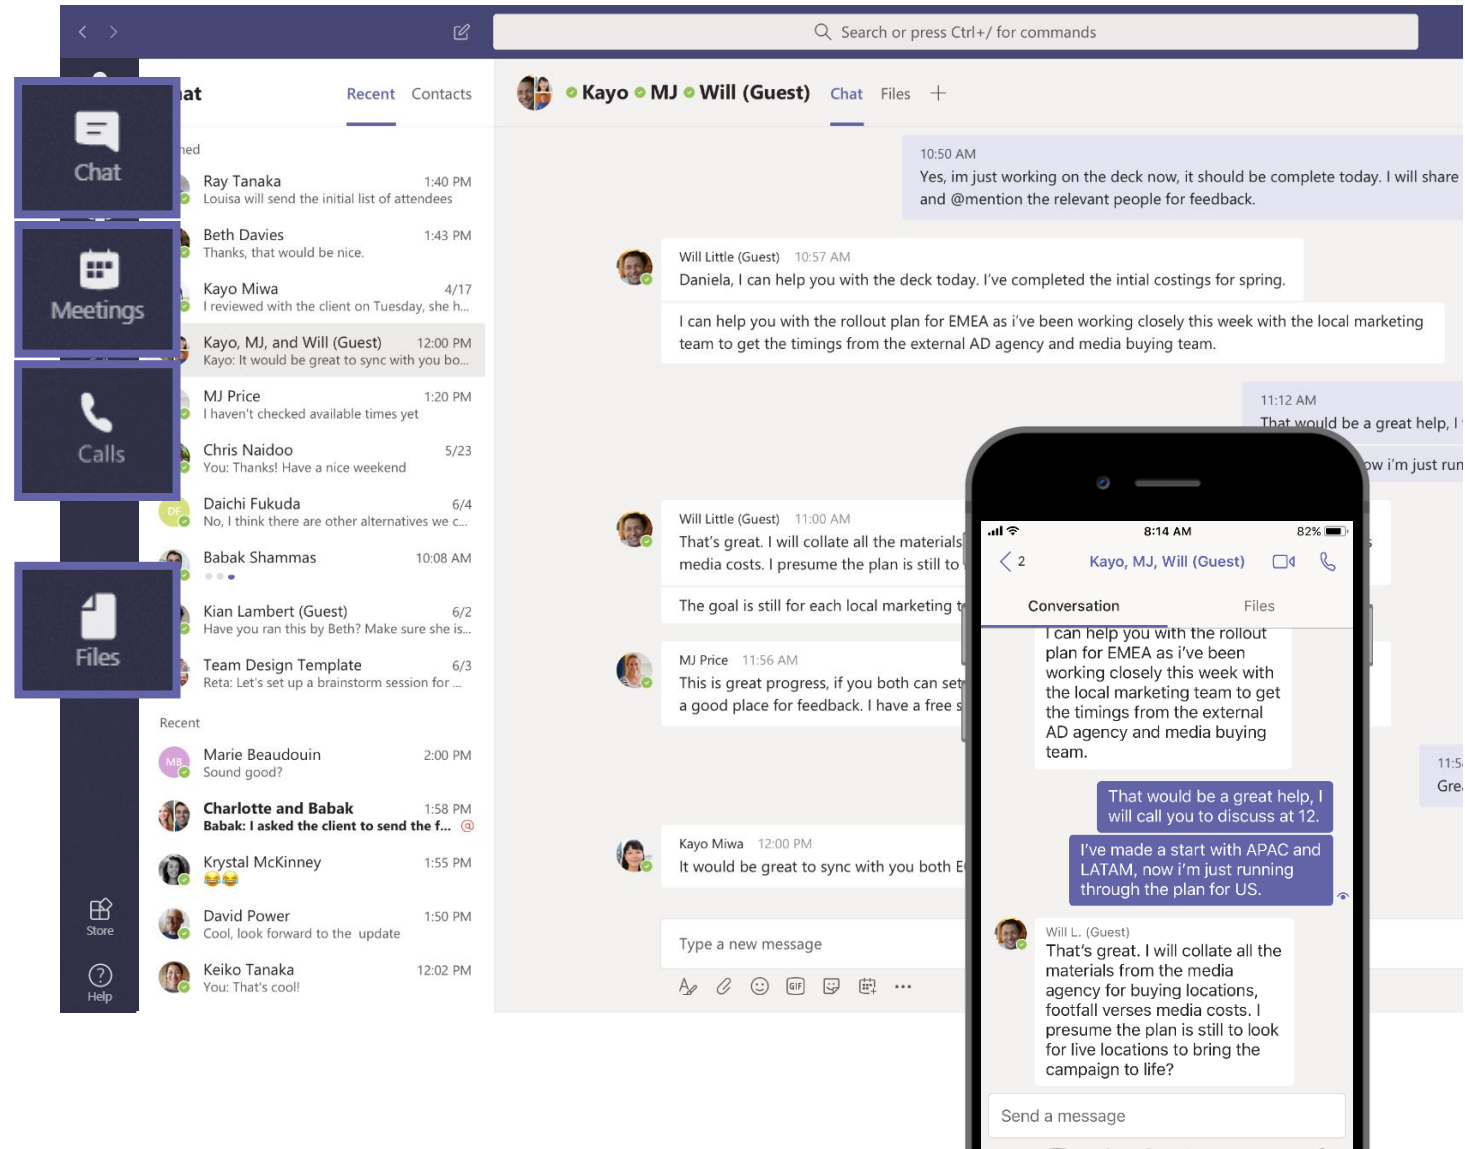 Search or press Ctrl+/ for commands
Chat
Meetings
Calls
Files
Store
Help
Recent Contacts
Ray Tanaka 1:40 PM
Louisa will send the initial list of attendees
Beth Davies 1:43 PM
Thanks, that would be nice.
Kayo Miwa 4/17
I reviewed with the client on Tuesday, she h...
Kayo, MJ, and Will (Guest) 12:00 PM
Kayo: It would be great to sync with you bo...
MJ Price 1:20 PM
I haven't checked available times yet
Chris Naidoo 5/23
You: Thanks! Have a nice weekend
DF
Daichi Fukuda 6/4
No, I think there are other alternatives we c...
Babak Shammas 10:08 AM
Kian Lambert (Guest) 6/2
Have you ran this by Beth? Make sure she is...
Team Design Template 6/3
Reta: Let's set up a brainstorm session for ...
Recent
MB
Marie Beaudouin 2:00 PM
Sound good?
Charlotte and Babak 1:58 PM
Babak: I asked the client to send the f... @
Krystal McKinney 1:55 PM
😂😂
David Power 1:50 PM
Cool, look forward to the update
Keiko Tanaka 12:02 PM
You: That's cool!
Kayo MJ Will (Guest) Chat Files
10:50 AM
Yes, im just working on the deck now, it should be complete today. I will share
and @mention the relevant people for feedback.
Will Little (Guest) 10:57 AM
Daniela, I can help you with the deck today. I've completed the intial costings for spring.
I can help you with the rollout plan for EMEA as i've been working closely this week with the local marketing
team to get the timings from the external AD agency and media buying team.
11:12 AM
That would be a great help, I
i'm just run
Will Little (Guest) 11:00 AM
That's great. I will collate all the materials
media costs. I presume the plan is still to
The goal is still for each local marketing
MJ Price 11:56 AM
This is great progress, if you both can set
a good place for feedback. I have a free
Kayo Miwa 12:00 PM
It would be great to sync with you both
Type a new message
GIF
8:14 AM 82%
2 Kayo, MJ, Will (Guest)
Conversation Files
I can help you with the rollout
plan for EMEA as i've been
working closely this week with
the local marketing team to get
the timings from the external
AD agency and media buying
team.
That would be a great help, I
will call you to discuss at 12.
I've made a start with APAC and
LATAM, now i'm just running
through the plan for US.
Will L. (Guest)
That's great. I will collate all the
materials from the media
agency for buying locations,
footfall verses media costs. I
presume the plan is still to look
for live locations to bring the
campaign to life?
Send a message